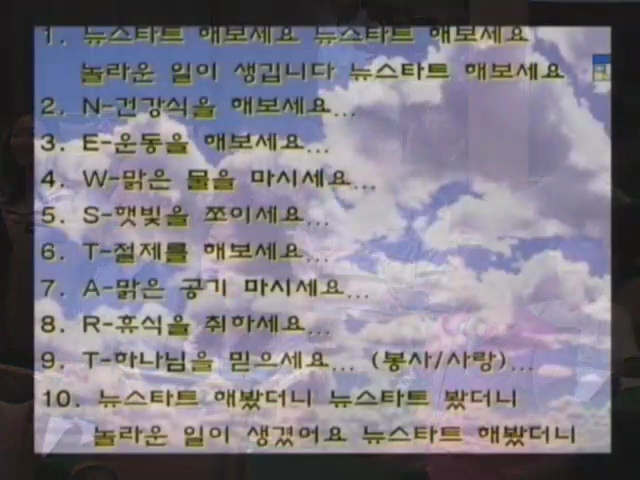 1. 뉴스타트 해보세요 뉴스타트 해보세요
놀라운 일이 생깁니다 뉴스타트 해보세요
2. N-건강식을 해보세요...
3. E-운동을 해보세요...
4. W-맑은 물을 마시세요...
5. S-햇빛을 쪼이세요...
6. T-절제를 해보세요...
7. A-맑은 공기 마시세요...
8. R-휴식을 취하세요...
9. T-하나님을 믿으세요... (봉사/사랑)...
10. 뉴스타트 해봤더니 뉴스타트 봤더니
놀라운 일이 생겼어요 뉴스타트 해봤더니